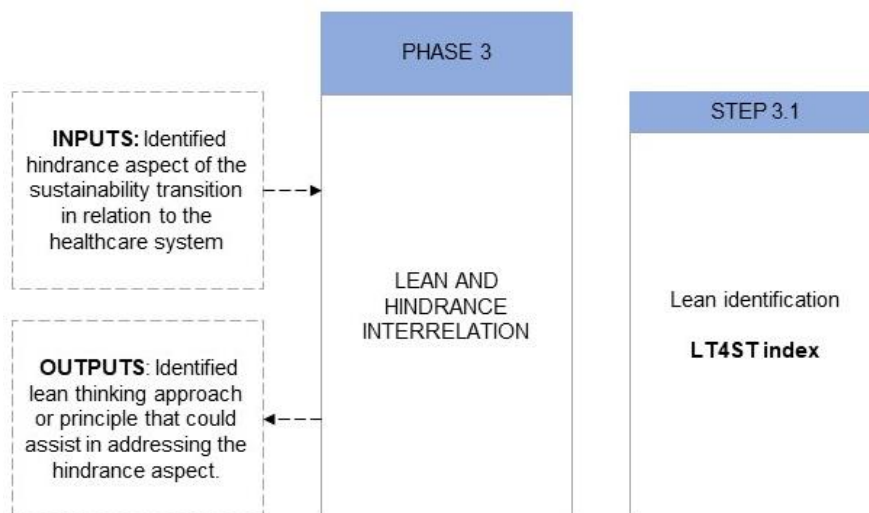 PHASE 3
STEP 3.1
INPUTS: Identified
hindrance aspect of the
sustainability transition
in relation to the
healthcare system
LEAN AND
HINDRANCE
INTERRELATION
Lean identification
LT4ST index
OUTPUTS: Identified
lean thinking approach
or principle that could
assist in addressing the
hindrance aspect.